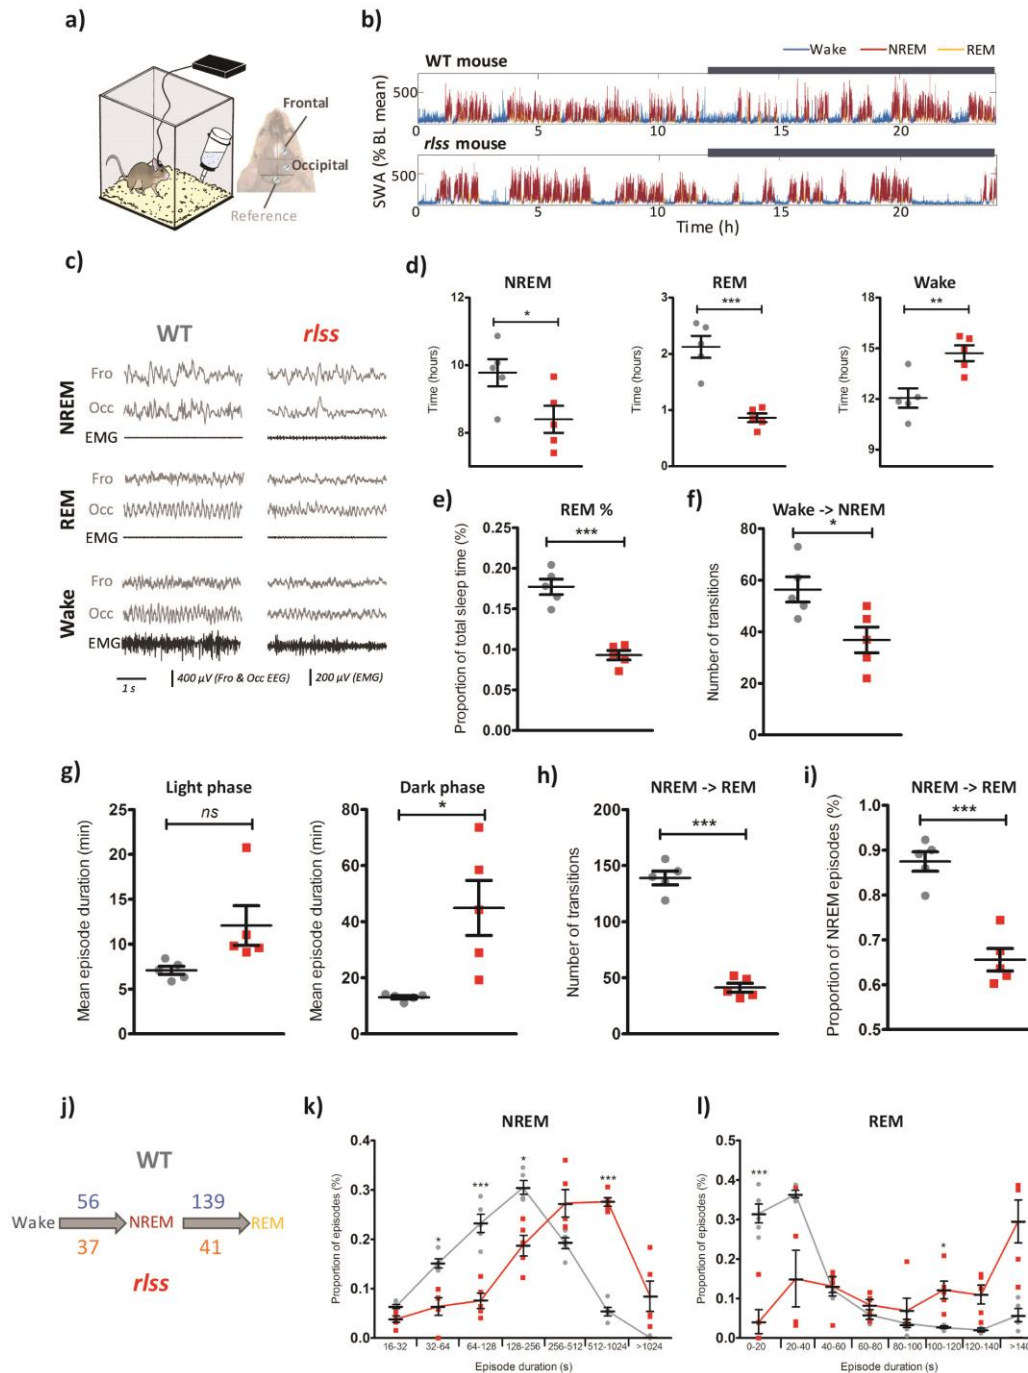 a)
Frontal
Occipital
Reference
b)
Wake NREM REM
WT mouse
500
0 5 10 15 20
rlss mouse
500
0 5 10 15 20
SWA (% BL mean)
Time (h)
c)
WT rlss
NREM
Fro
Occ
EMG
REM
Fro
Occ
EMG
Wake
Fro
Occ
EMG
1 s
400 µV (Fro & Occ EEG)
200 µV (EMG)
d)
NREM
*
12
10
8
Time (hours)
REM
***
3
2
1
0
Time (hours)
Wake
**
18
15
12
9
Time (hours)
e)
REM %
***
0.25
0.20
0.15
0.10
0.05
0.00
Proportion of total sleep time (%)
f)
Wake -> NREM
*
80
60
40
20
0
Number of transitions
g)
Light phase
ns
25
20
15
10
5
0
Mean episode duration (min)
Dark phase
*
80
60
40
20
0
Mean episode duration (min)
h)
NREM -> REM
***
200
150
100
50
0
Number of transitions
i)
NREM -> REM
***
1.0
0.9
0.8
0.7
0.6
0.5
Proportion of NREM episodes (%)
j)
WT
56 139
Wake NREM REM
37 41
rlss
k)
NREM
0.4
0.3
0.2
0.1
0.0
* *** * ***
Proportion of episodes (%)
16-32 32-64 64-128 128-256 256-512 512-1024 >1024
Episode duration (s)
l)
REM
0.4
0.3
0.2
0.1
0.0
*** *
Proportion of episodes (%)
0-20 20-40 40-60 60-80 80-100 100-120 120-140 >140
Episode duration (s)